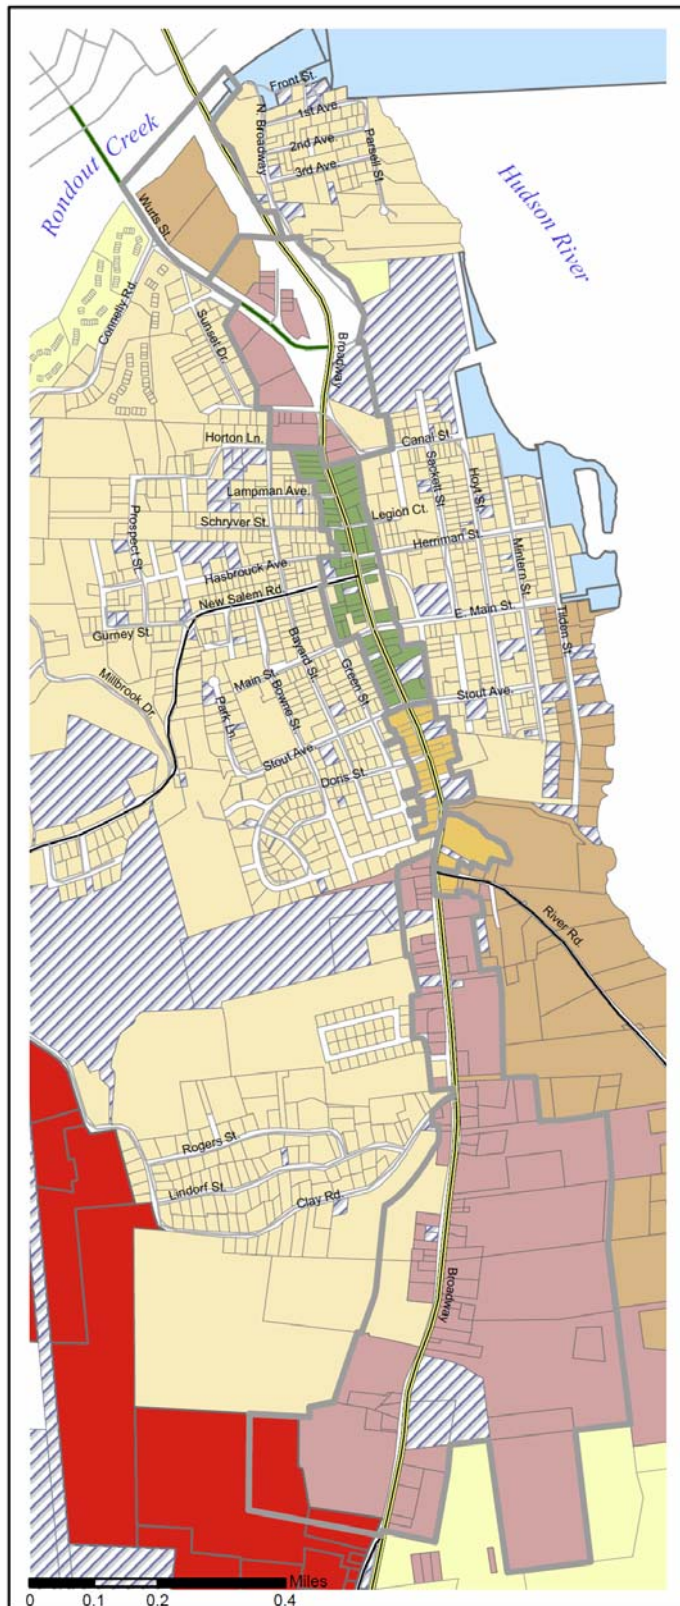 Front St.
1st Ave.
N. Broadway
2nd Ave.
Parsell St.
3rd Ave.
Rondout Creek
Hudson River
Wurts St.
Connelly Rd.
Sunset Dr.
Broadway
Horton Ln.
Canal St.
Lampman Ave.
Sackett St.
Hoyt St.
Legion Ct.
Schryver St.
Prospect St.
Herriman St.
Mintern St.
Hasbrouck Ave.
New Salem Rd.
E. Main St.
Tilden St.
Gurney St.
Bayard St.
Green St.
Main St.
Millbrook Dr.
Bowne St.
Stout Ave.
Park Ln.
Stout Ave.
Doris St.
River Rd.
Rogers St.
Lindorf St.
Clay Rd.
Broadway
Miles
0 0.1 0.2 0.4